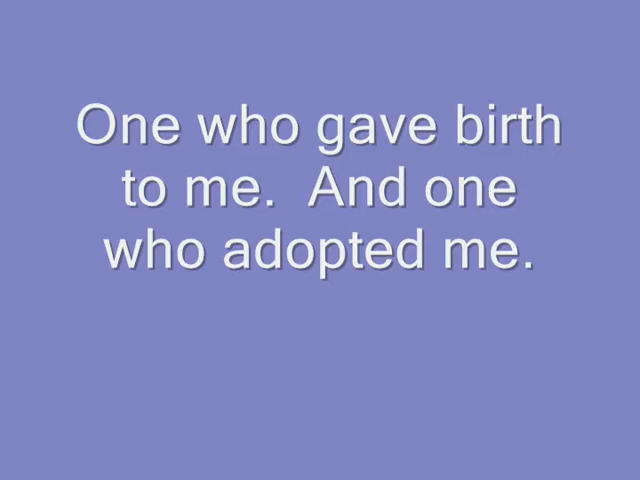 One who gave birth
to me.  And one
who adopted me.